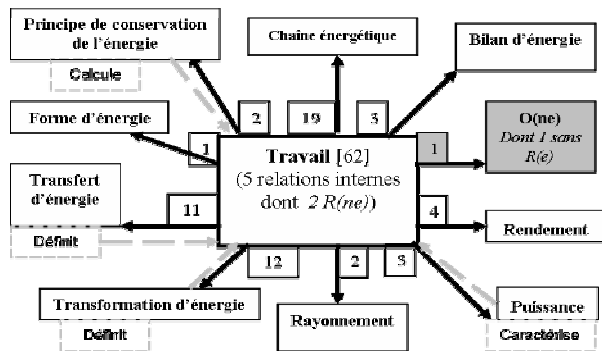 Principe de conservation
de l'énergie
Calcule
Chaîne énergétique
Bilan d'énergie
Forme d'énergie
2
19
3
1
Travail [62]
(5 relations internes
dont 2 R(ne))
1
O(ne)
Dont 1 sans
R(e)
Transfert
d'énergie
Définit
11
4
Rendement
12
2
3
Transformation d'énergie
Définit
Rayonnement
Puissance
Caractérise